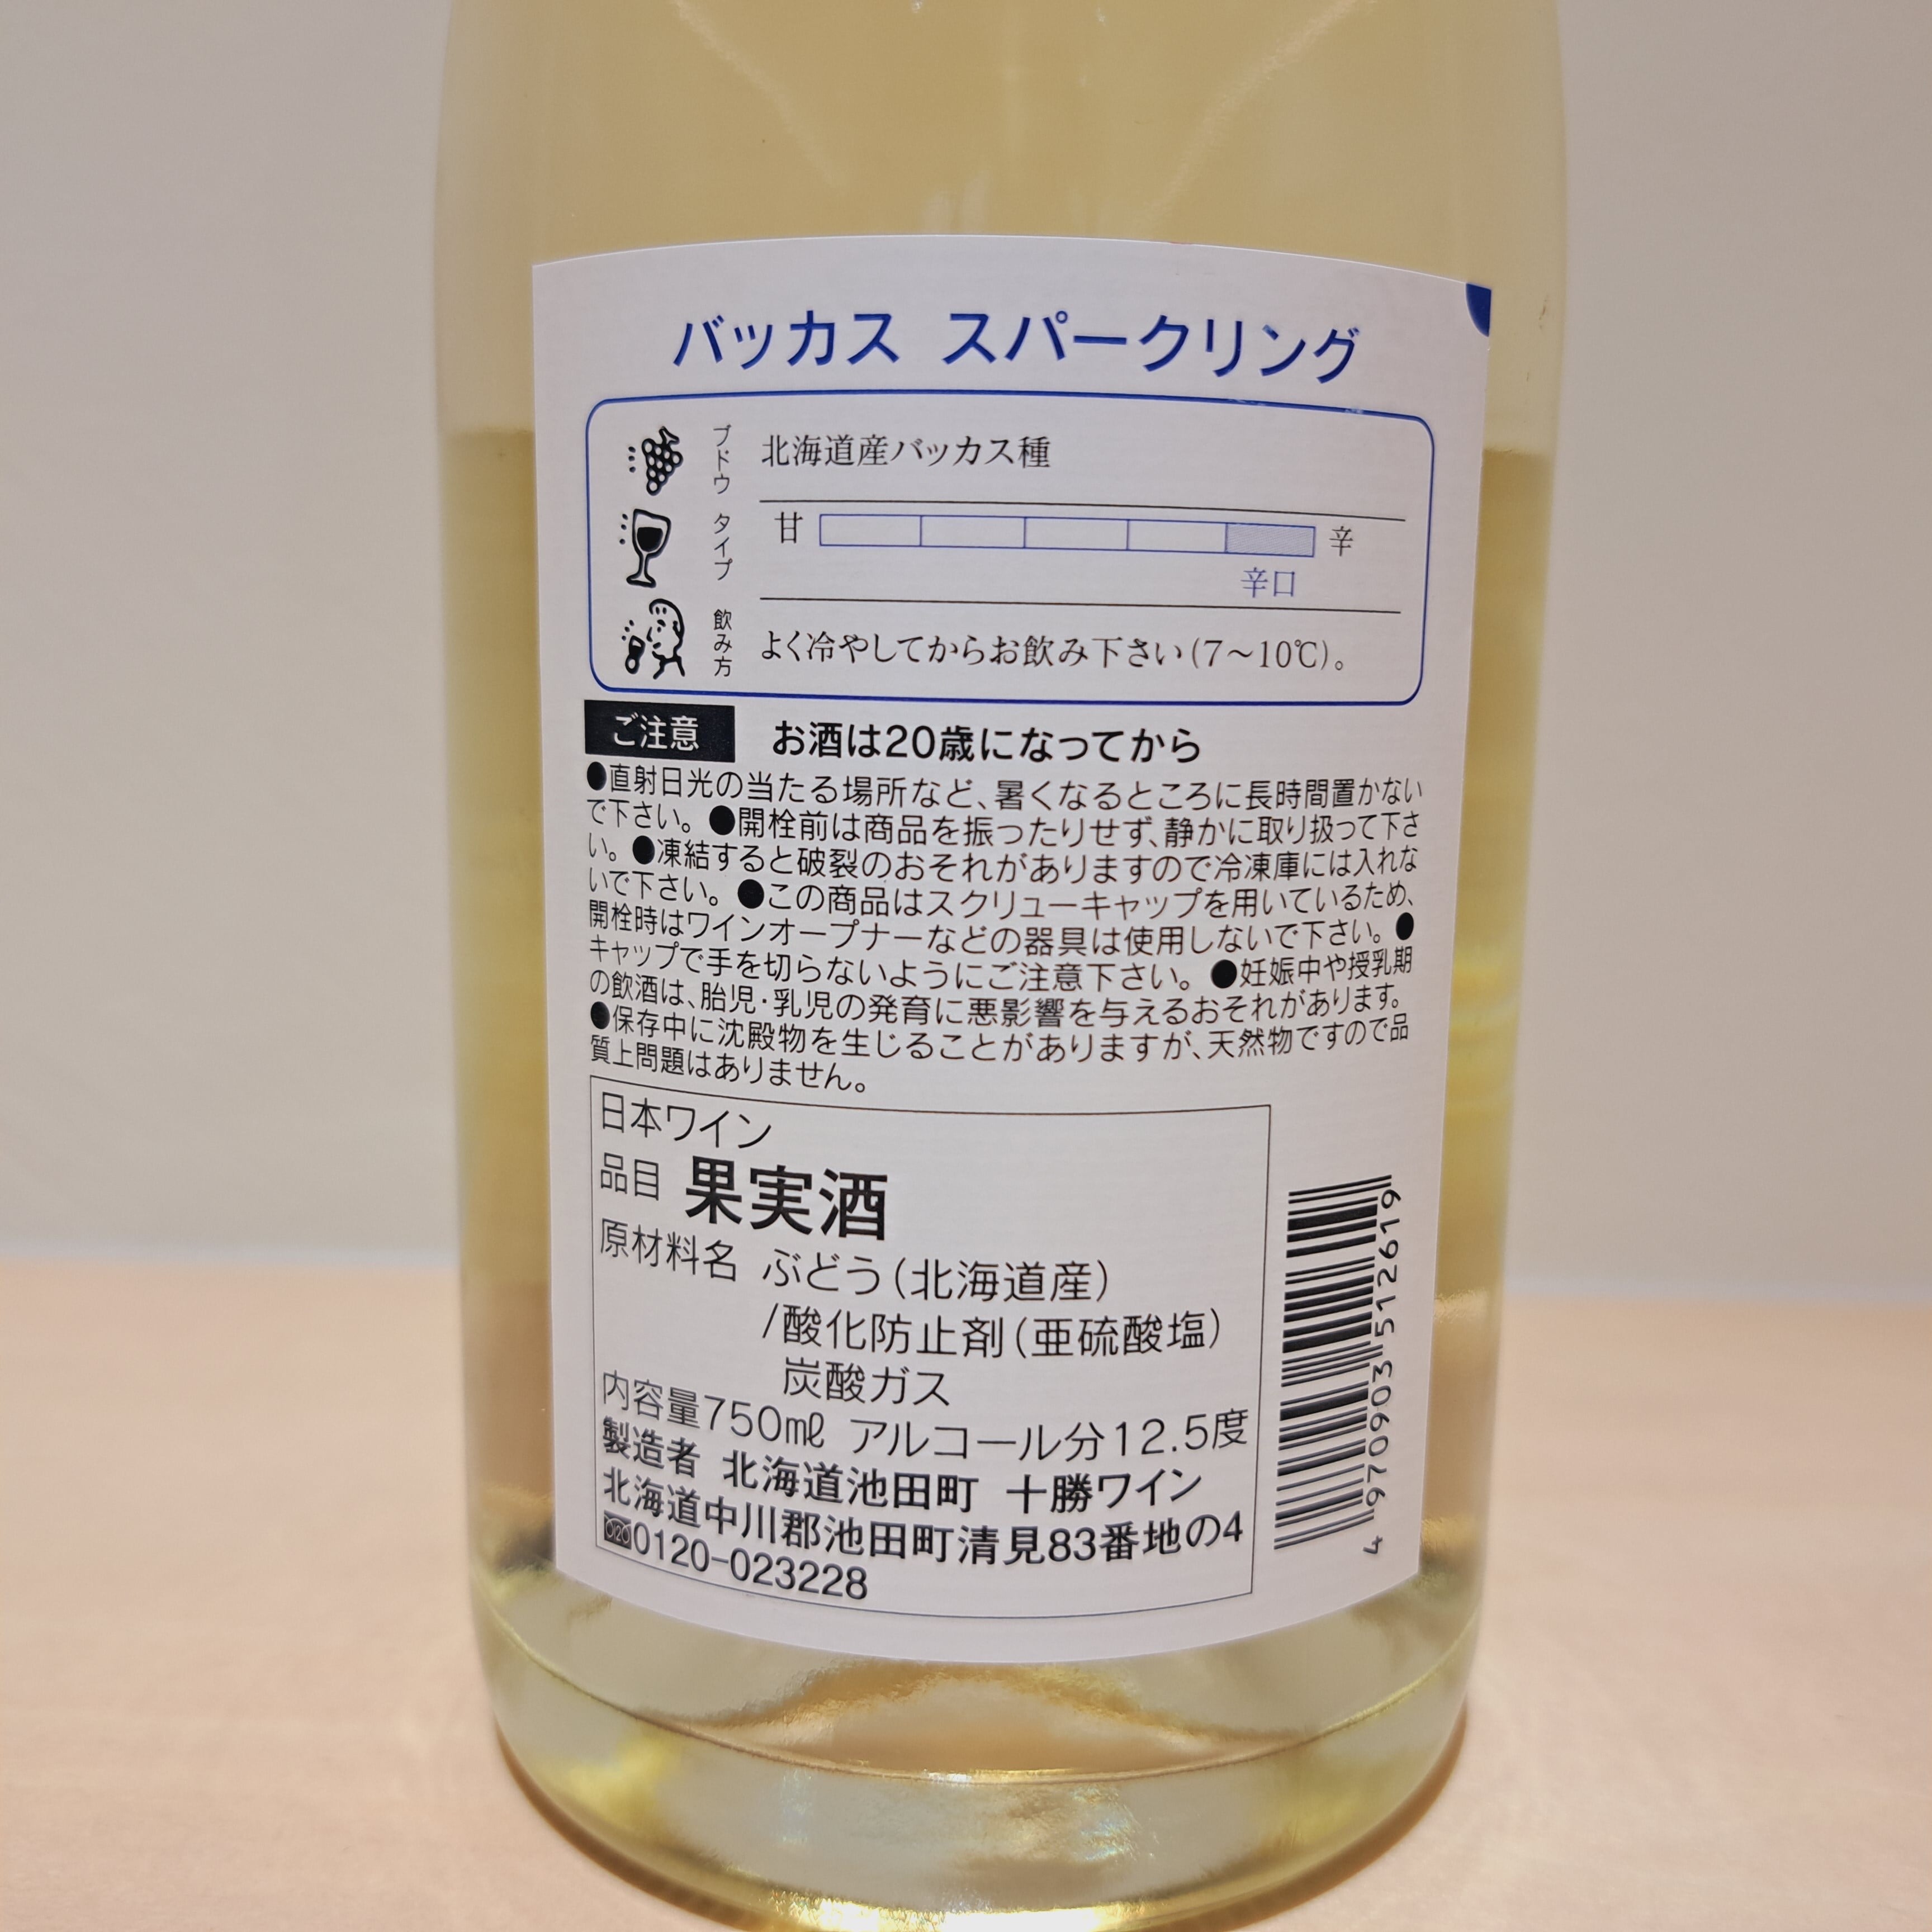 バッカス スパークリング
ブドウ 北海道産バッカス種
タイプ 甘 辛
辛口
飲み方 よく冷やしてからお飲み下さい(7～10℃)。
ご注意 お酒は20歳になってから
●直射日光の当たる場所など、暑くなるところに長時間置かない
で下さい。●開栓前は商品を振ったりせず、静かに取り扱って下さ
い。●凍結すると破裂のおそれがありますので冷凍庫には入れな
いで下さい。●この商品はスクリューキャップを用いているため、
開栓時はワインオープナーなどの器具は使用しないで下さい。●
キャップで手を切らないようにご注意下さい。●妊娠中や授乳期
の飲酒は、胎児・乳児の発育に悪影響を与えるおそれがあります。
●保存中に沈殿物を生じることがありますが、天然物ですので品
質上問題はありません。
日本ワイン
品目 果実酒
原材料名 ぶどう(北海道産)
/酸化防止剤(亜硫酸塩)
炭酸ガス
内容量750㎖ アルコール分12.5度
製造者 北海道池田町 十勝ワイン
北海道中川郡池田町清見83番地の4
0120-023228
4 970903 512619